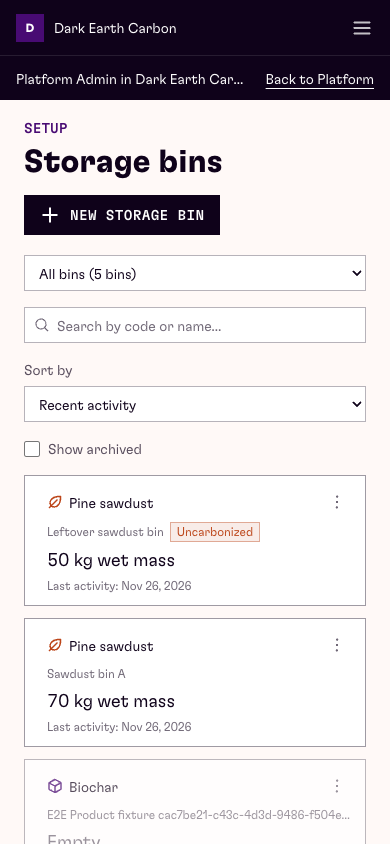 D Dark Earth Carbon
Platform Admin in Dark Earth Car... Back to Platform
SETUP
Storage bins
NEW STORAGE BIN
All bins (5 bins)
Search by code or name...
Sort by
Recent activity
Show archived
Pine sawdust
Leftover sawdust bin Uncarbonized
50 kg wet mass
Last activity: Nov 26, 2026
Pine sawdust
Sawdust bin A
70 kg wet mass
Last activity: Nov 26, 2026
Biochar
E2E Product fixture cac7be21-c43c-4d3d-9486-f504e...
Empty